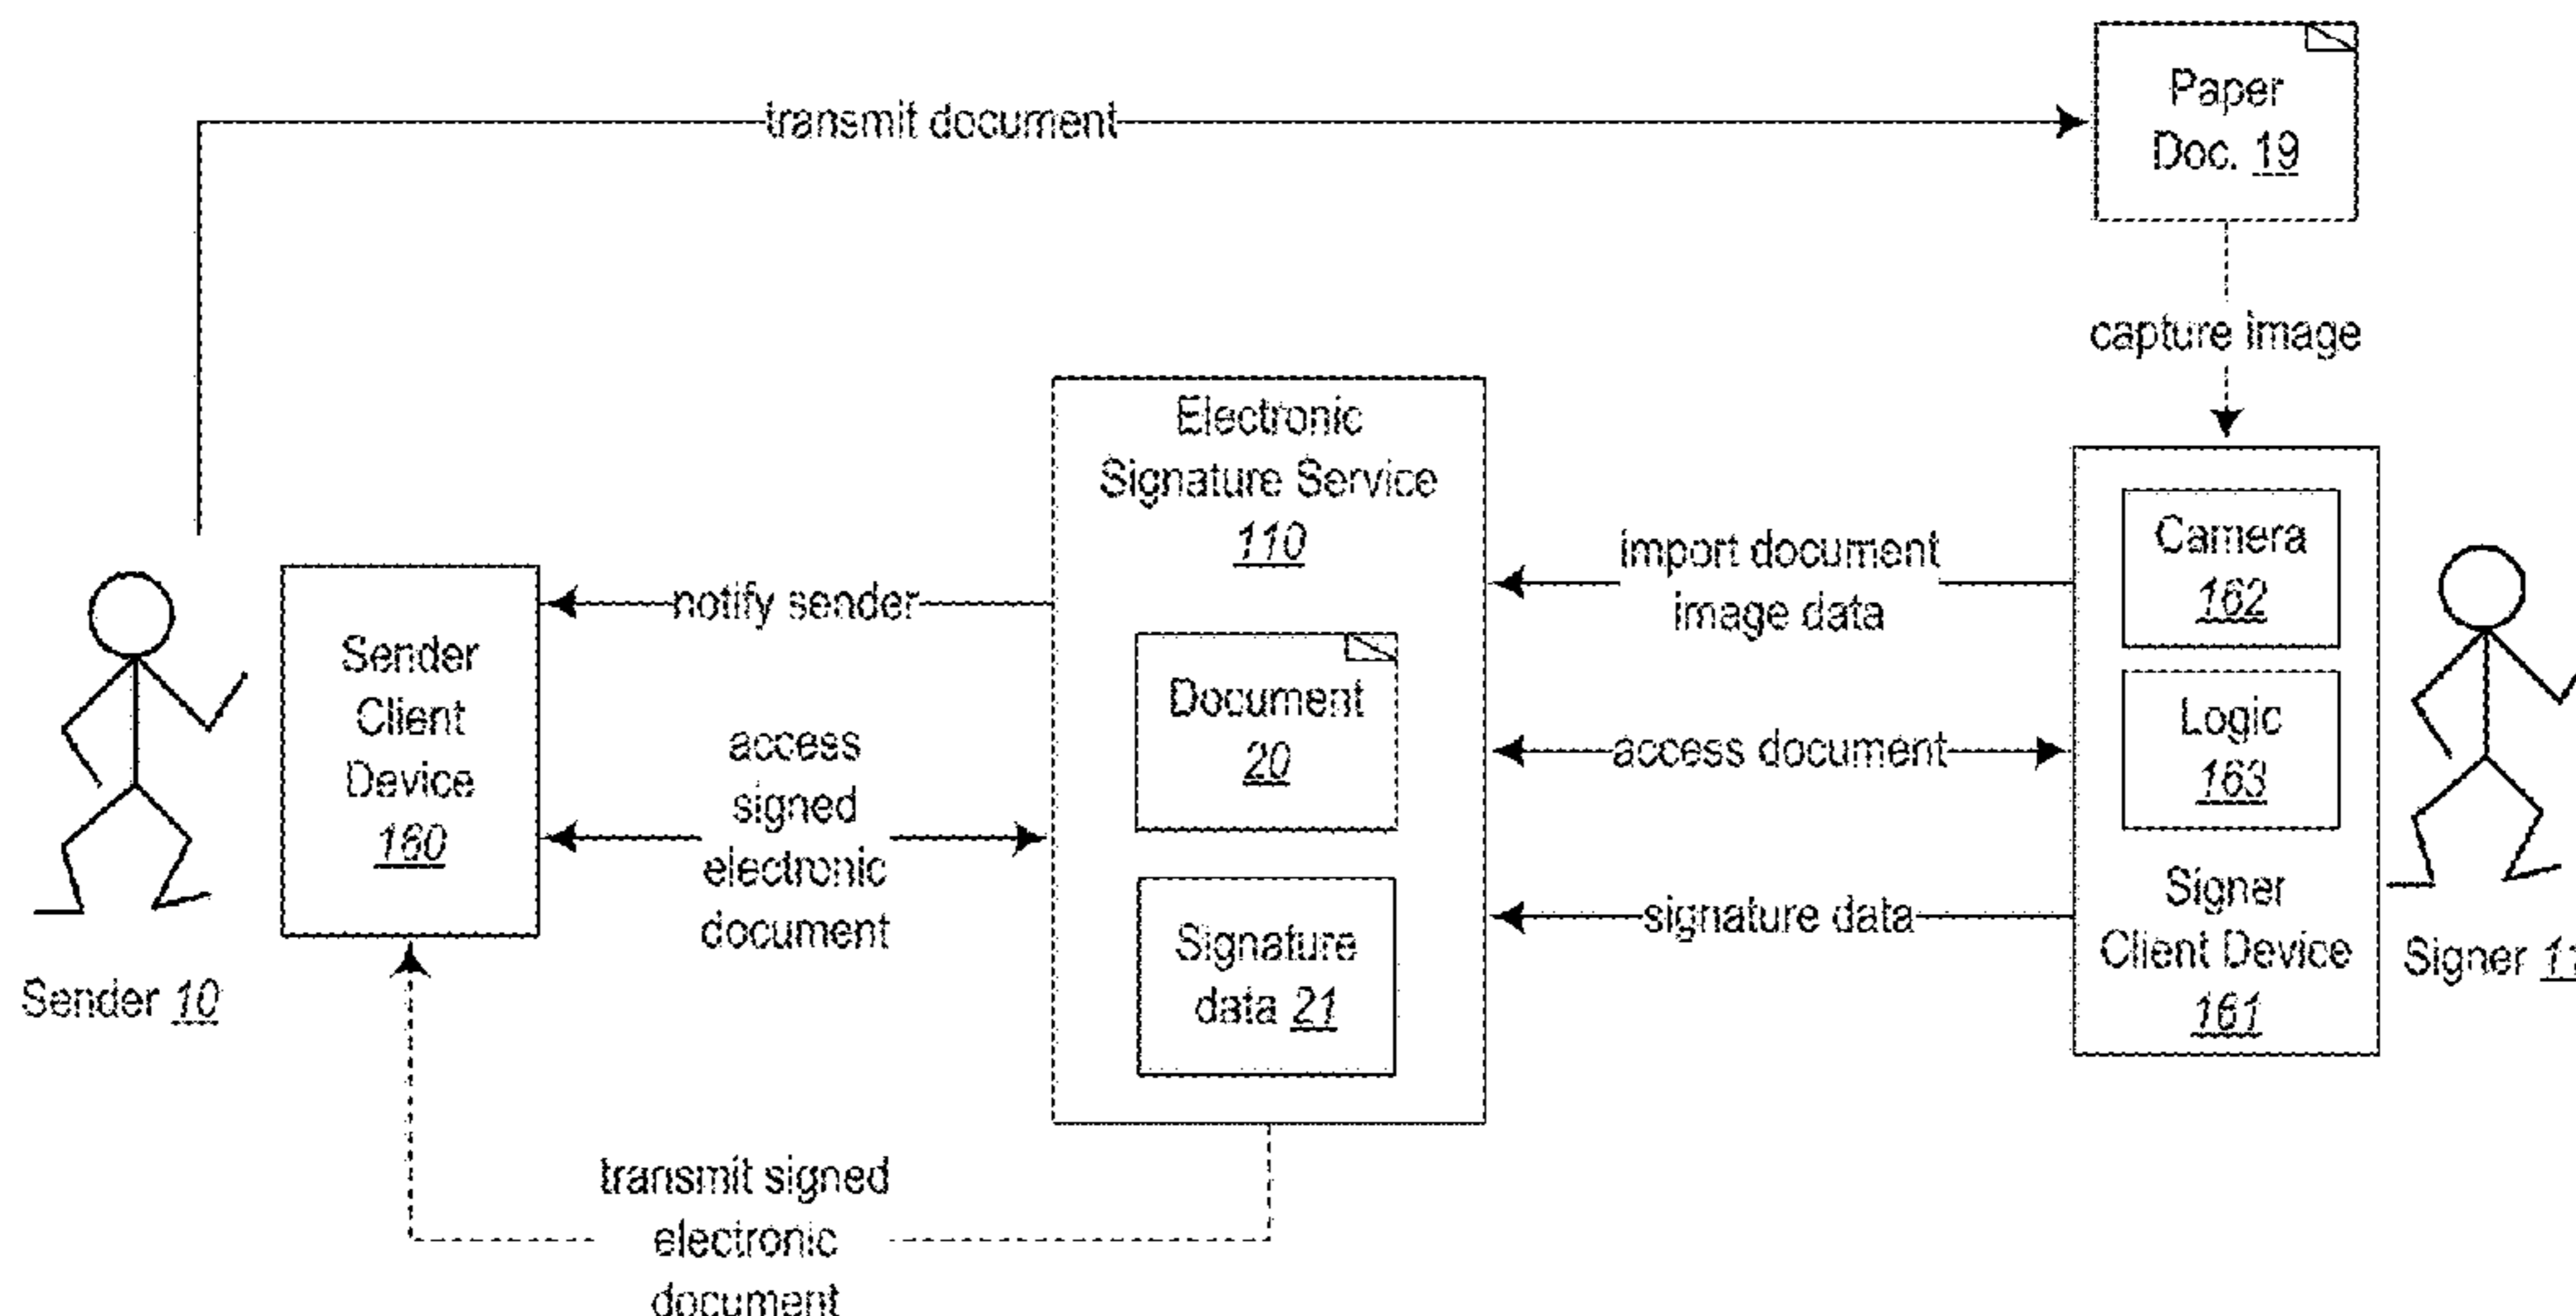 transmit document
Paper
Doc. 19
capture image
Electronic
Signature Service
110
Camera
162
import document
image data
notify sender
Sender
Client
Device
160
Document
20
Logic
163
access
signed
electronic
document
access document
Signature
data 21
signature data
Signer
Client Device
161
Sender 10
Signer
transmit signed
electronic
document